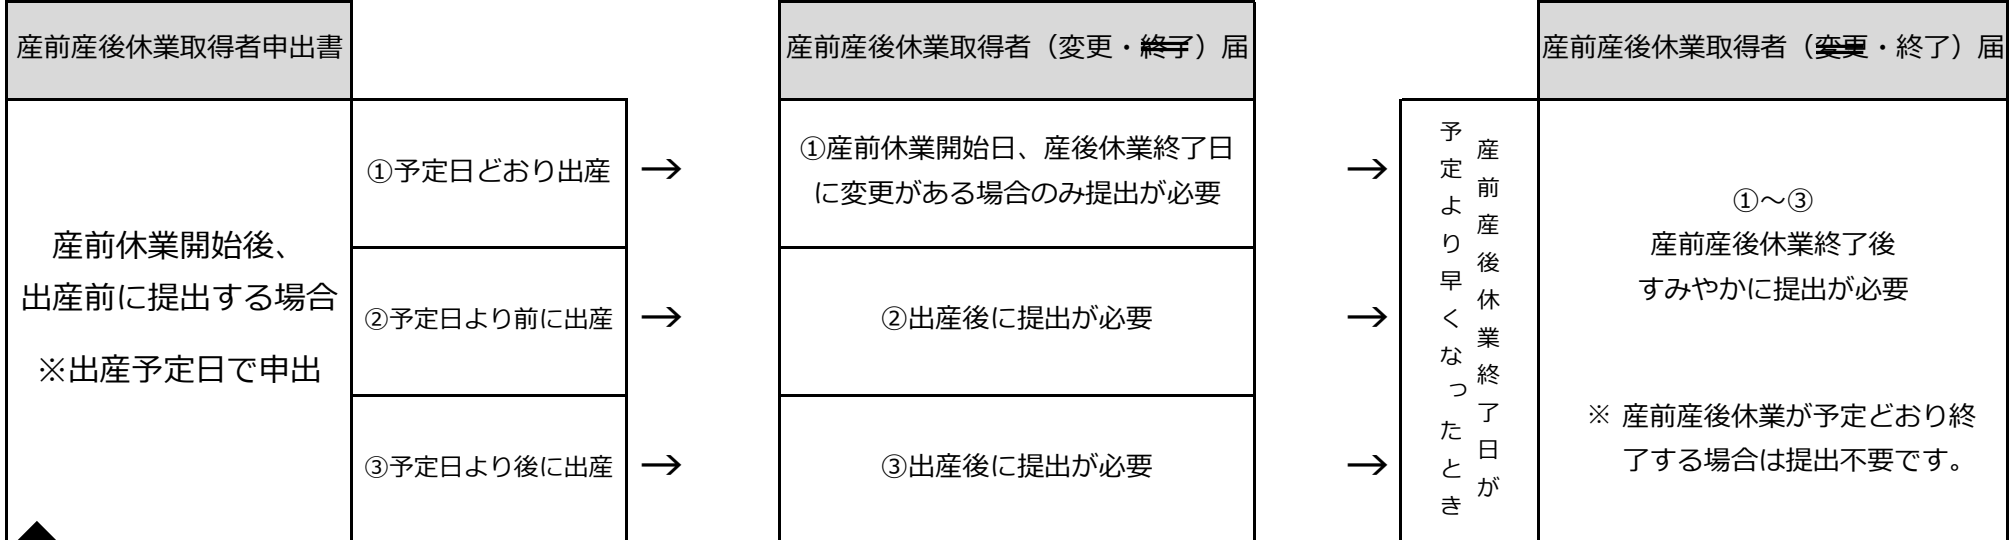 産前産後休業取得者申出書
産前産後休業取得者（変更・終了）届
産前産後休業取得者（変更・終了）届
産前休業開始後、
出産前に提出する場合
※出産予定日で申出
①予定日どおり出産
→
①産前休業開始日、産後休業終了日
に変更がある場合のみ提出が必要
→
②予定日より前に出産
→
②出産後に提出が必要
→
③予定日より後に出産
→
③出産後に提出が必要
→
産前産後休業終了日が
予定より早くなったとき
①～③
産前産後休業終了後
すみやかに提出が必要
※ 産前産後休業が予定どおり終
了する場合は提出不要です。